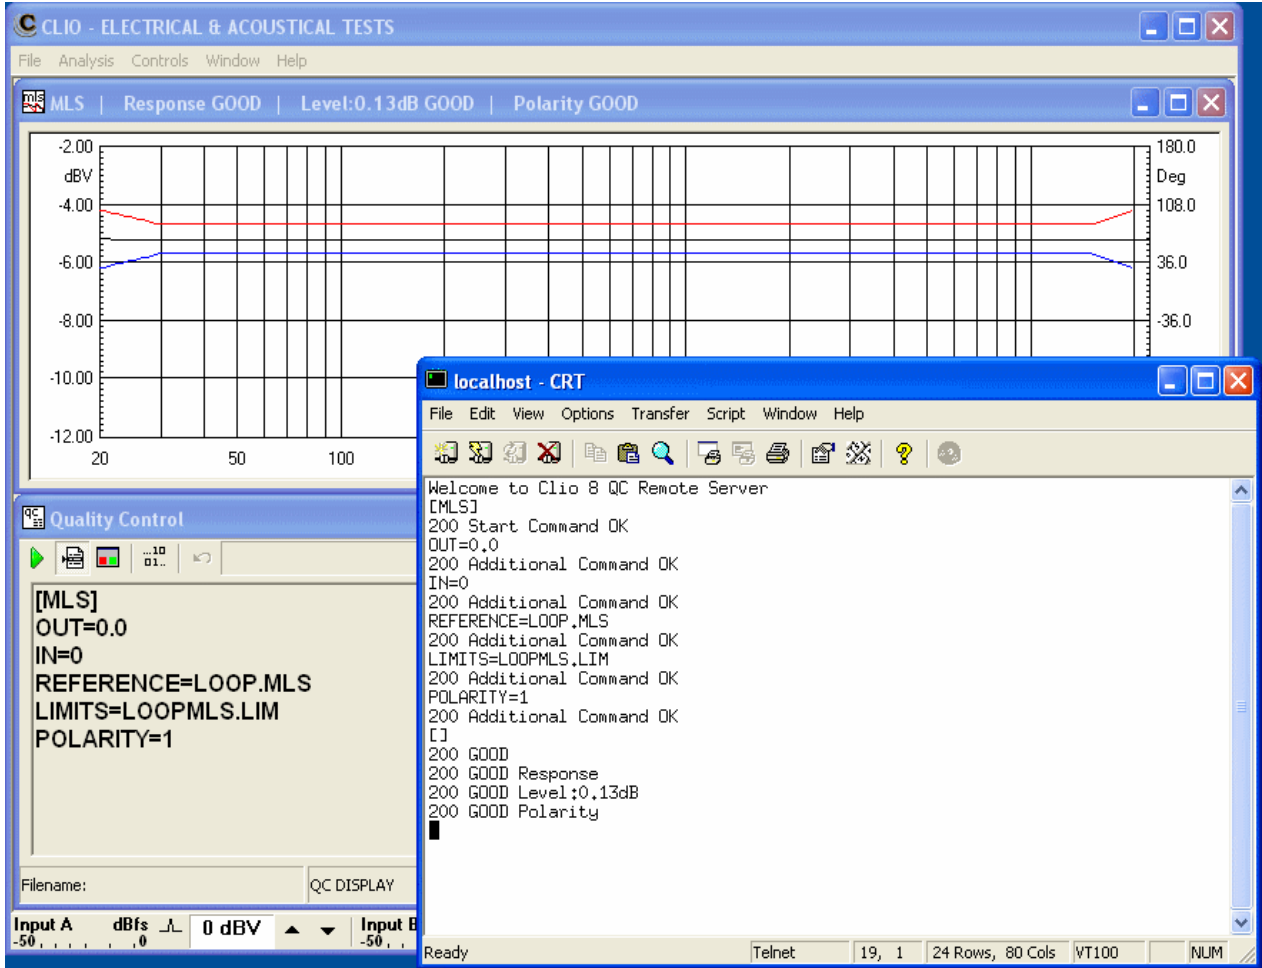 CLIO - ELECTRICAL & ACOUSTICAL TESTS
File Analysis Controls Window Help
mls MLS | Response GOOD | Level:0.13dB GOOD | Polarity GOOD
-2.00 180.0
dBV Deg
-4.00 108.0
-6.00 36.0
-8.00 -36.0
-10.00
-12.00
20 50 100
localhost - CRT
File Edit View Options Transfer Script Window Help
Welcome to Clio 8 QC Remote Server
[MLS]
200 Start Command OK
OUT=0.0
200 Additional Command OK
IN=0
200 Additional Command OK
REFERENCE=LOOP.MLS
200 Additional Command OK
LIMITS=LOOPMLS.LIM
200 Additional Command OK
POLARITY=1
200 Additional Command OK
[]
200 GOOD
200 GOOD Response
200 GOOD Level:0.13dB
200 GOOD Polarity
Ready Telnet 19, 1 24 Rows, 80 Cols VT100 NUM
QC Quality Control
...10
01..
[MLS]
OUT=0.0
IN=0
REFERENCE=LOOP.MLS
LIMITS=LOOPMLS.LIM
POLARITY=1
Filename: QC DISPLAY
Input A dBfs 0 dBV Input B
-50 0 -50